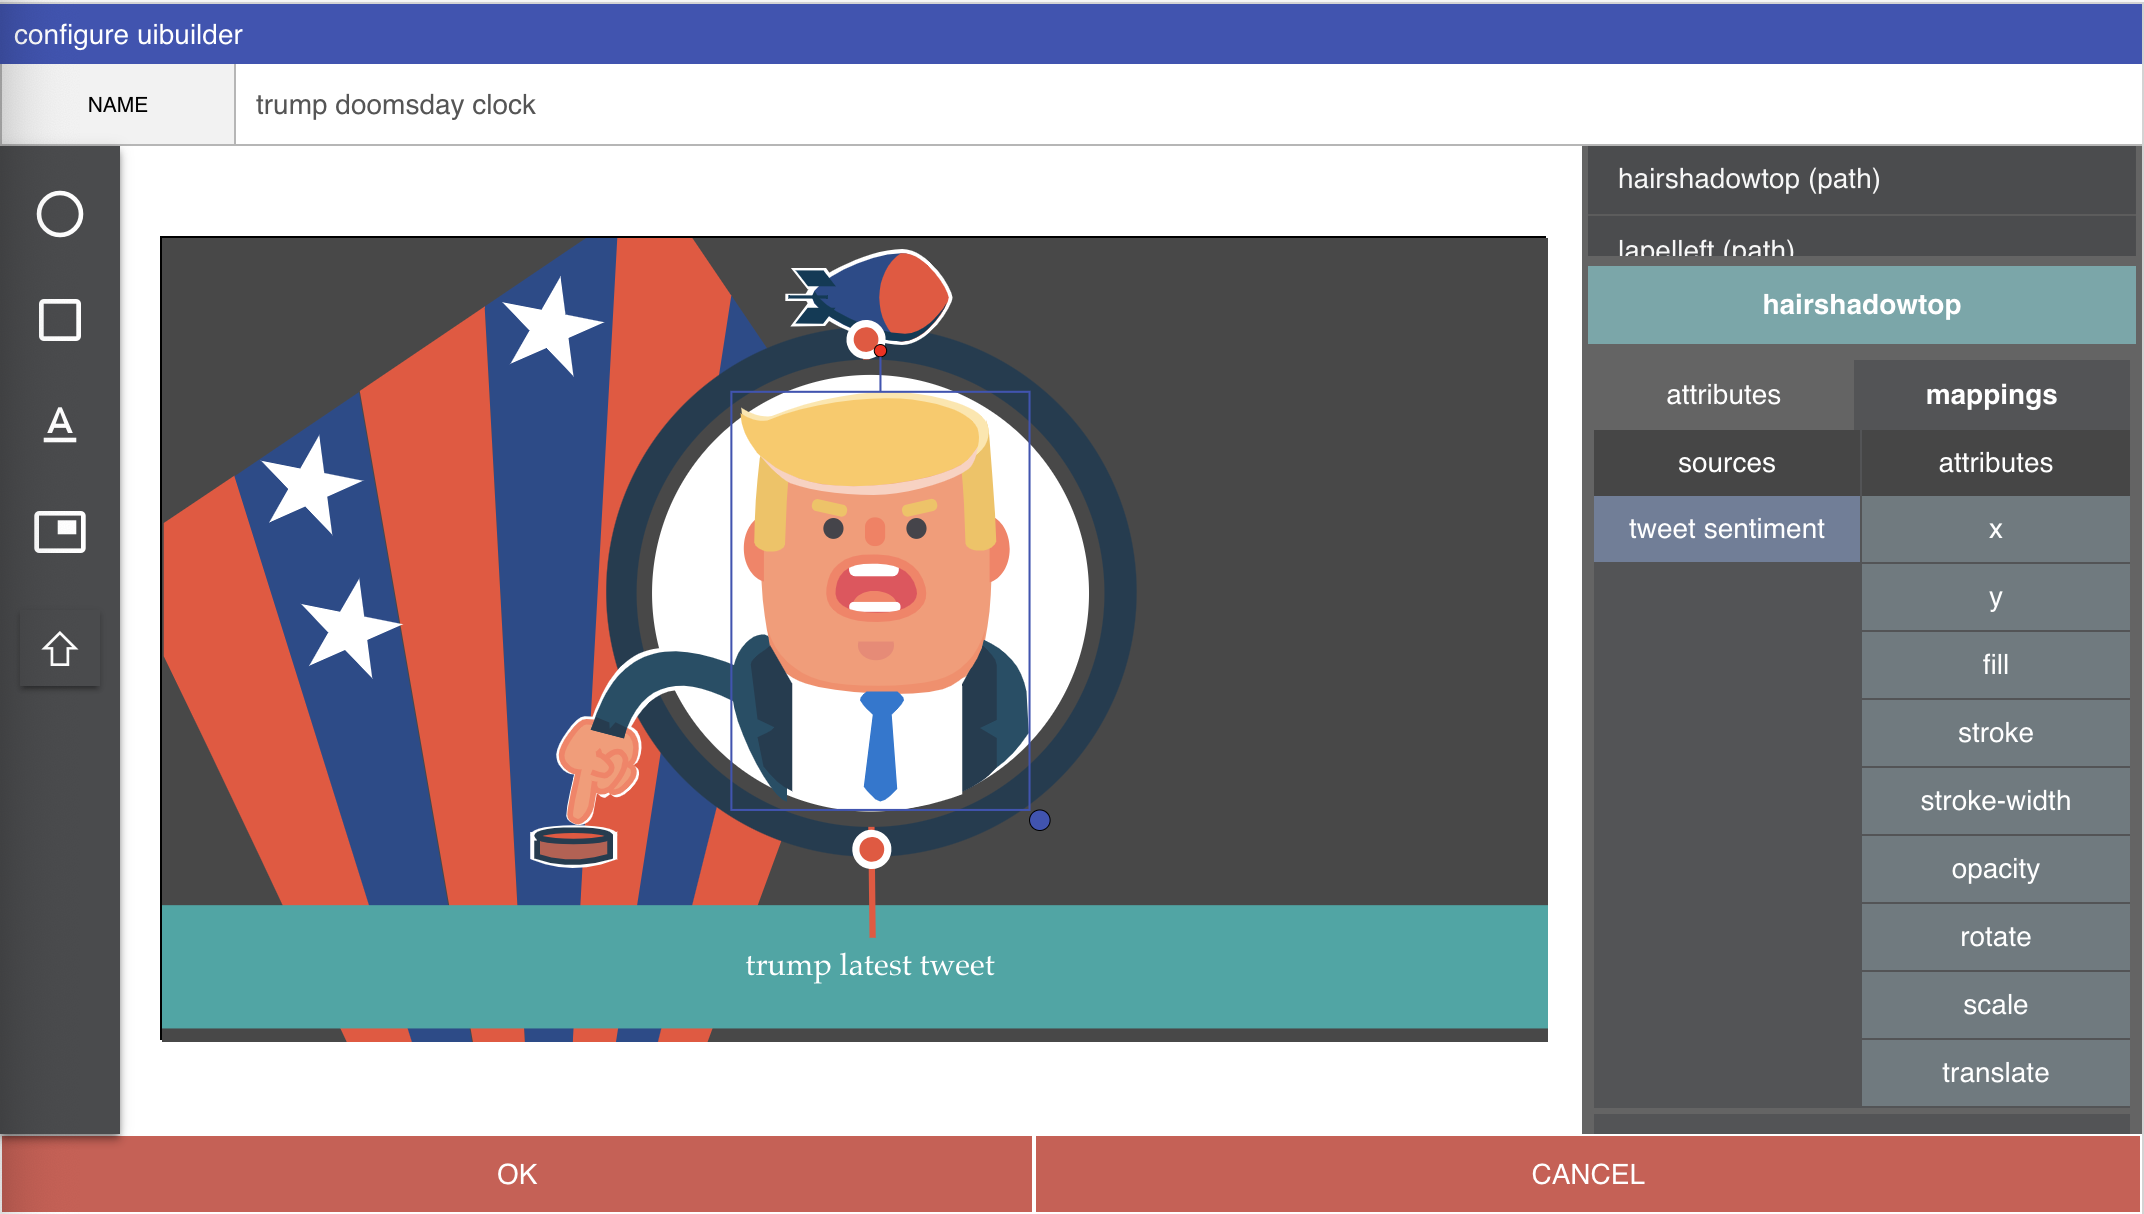 configure uibuilder
NAME
trump doomsday clock
A
hairshadowtop (path)
lapelleft (path)
hairshadowtop
attributes
mappings
sources
attributes
tweet sentiment
x
y
fill
stroke
stroke-width
opacity
rotate
scale
translate
trump latest tweet
OK
CANCEL